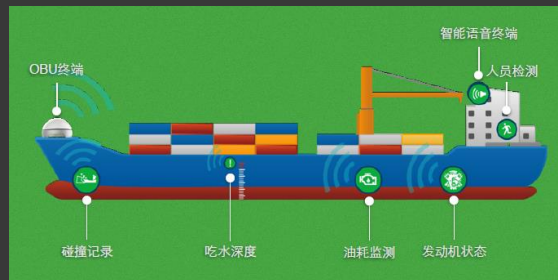 智能语音终端
OBU终端
人员检测
碰撞记录
吃水深度
油耗监测
发动机状态